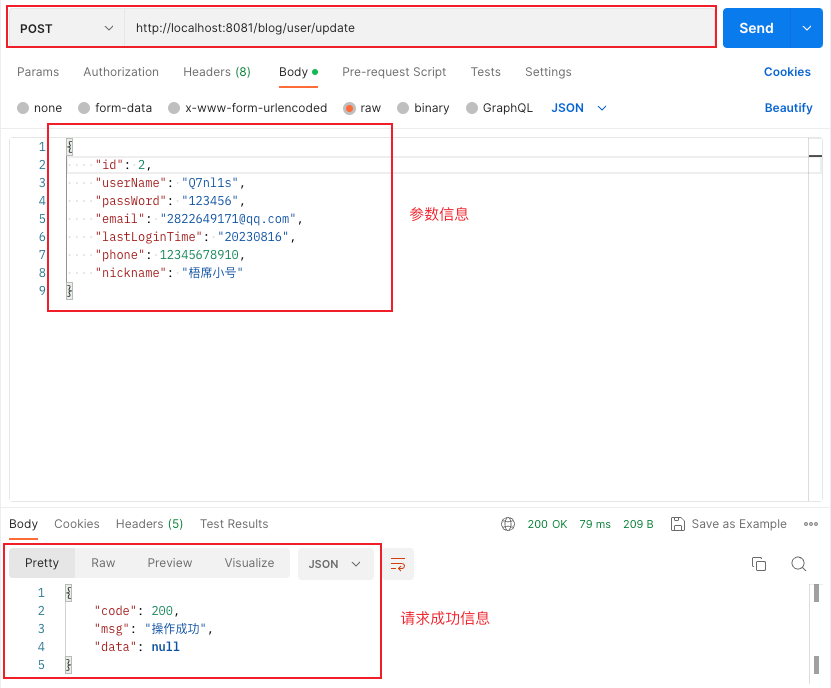 POST http://localhost:8081/blog/user/update Send
Params Authorization Headers (8) Body Pre-request Script Tests Settings Cookies
none form-data x-www-form-urlencoded raw binary GraphQL JSON Beautify
1 {
2 "id": 2,
3 "userName": "Q7nl1s",
4 "passWord": "123456",
5 "email": "2822649171@qq.com",
6 "lastLoginTime": "20230816",
7 "phone": 12345678910,
8 "nickname": "梧席小号"
9 }
参数信息
Body Cookies Headers (5) Test Results 200 OK 79 ms 209 B Save as Example
Pretty Raw Preview Visualize JSON
1 {
2 "code": 200,
3 "msg": "操作成功",
4 "data": null
5 }
请求成功信息